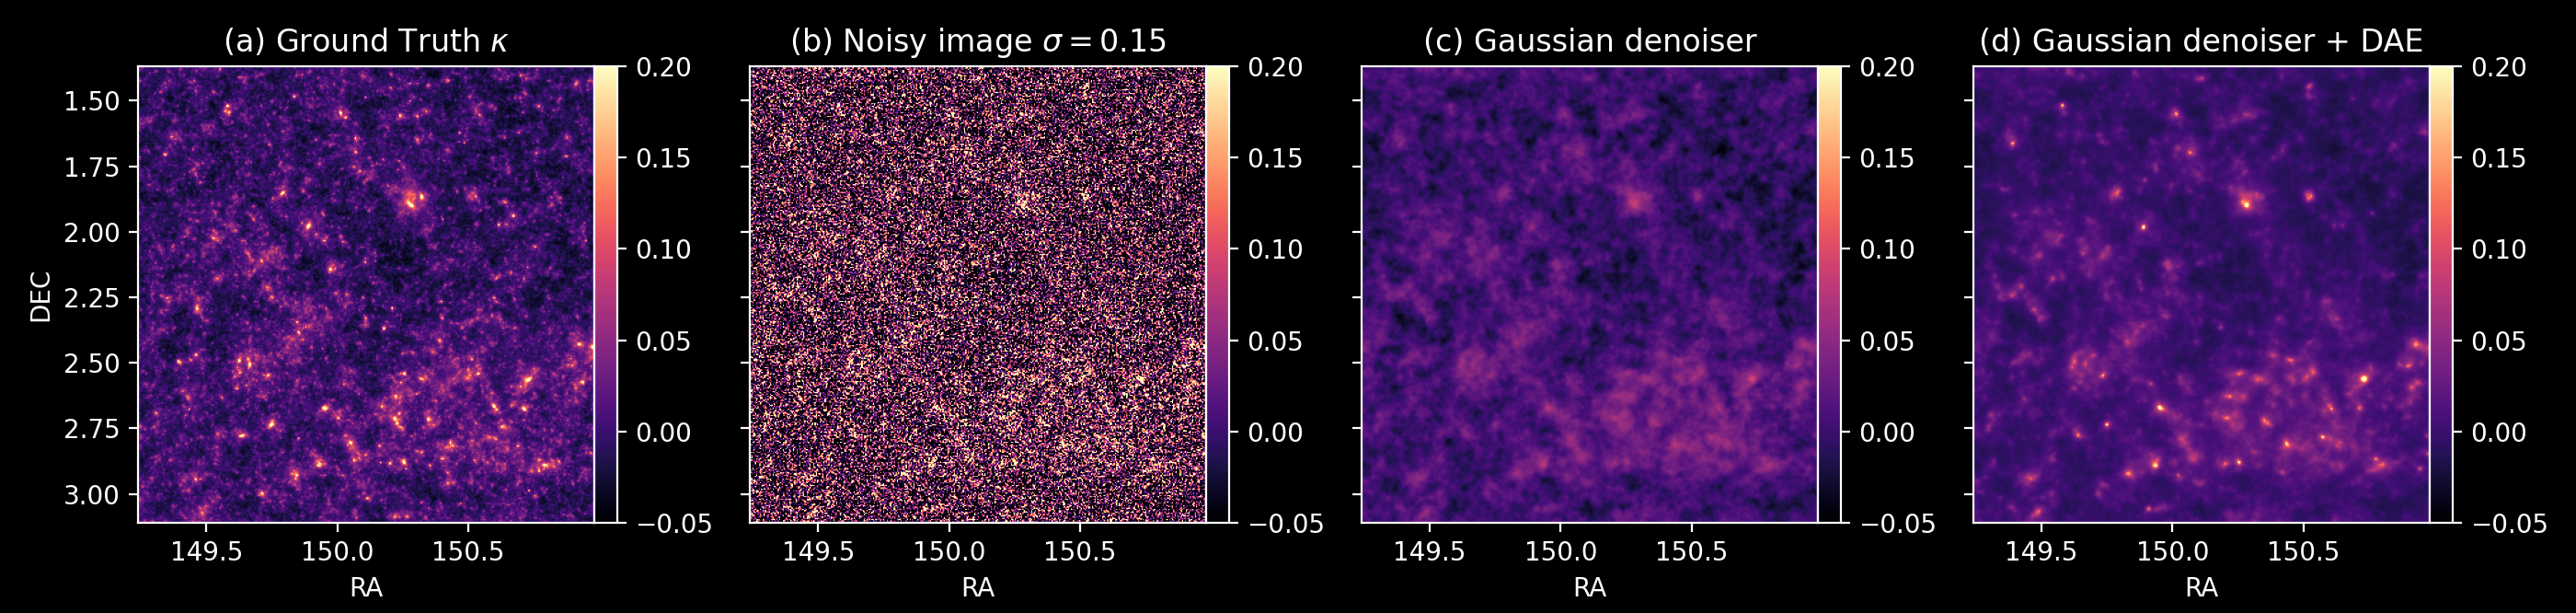 (a) Ground Truth κ
(b) Noisy image σ = 0.15
(c) Gaussian denoiser
(d) Gaussian denoiser + DAE
DEC
1.50
1.75
2.00
2.25
2.50
2.75
3.00
149.5 150.0 150.5
RA
0.20
0.15
0.10
0.05
0.00
−0.05
149.5 150.0 150.5
RA
0.20
0.15
0.10
0.05
0.00
−0.05
149.5 150.0 150.5
RA
0.20
0.15
0.10
0.05
0.00
−0.05
149.5 150.0 150.5
RA
0.20
0.15
0.10
0.05
0.00
−0.05